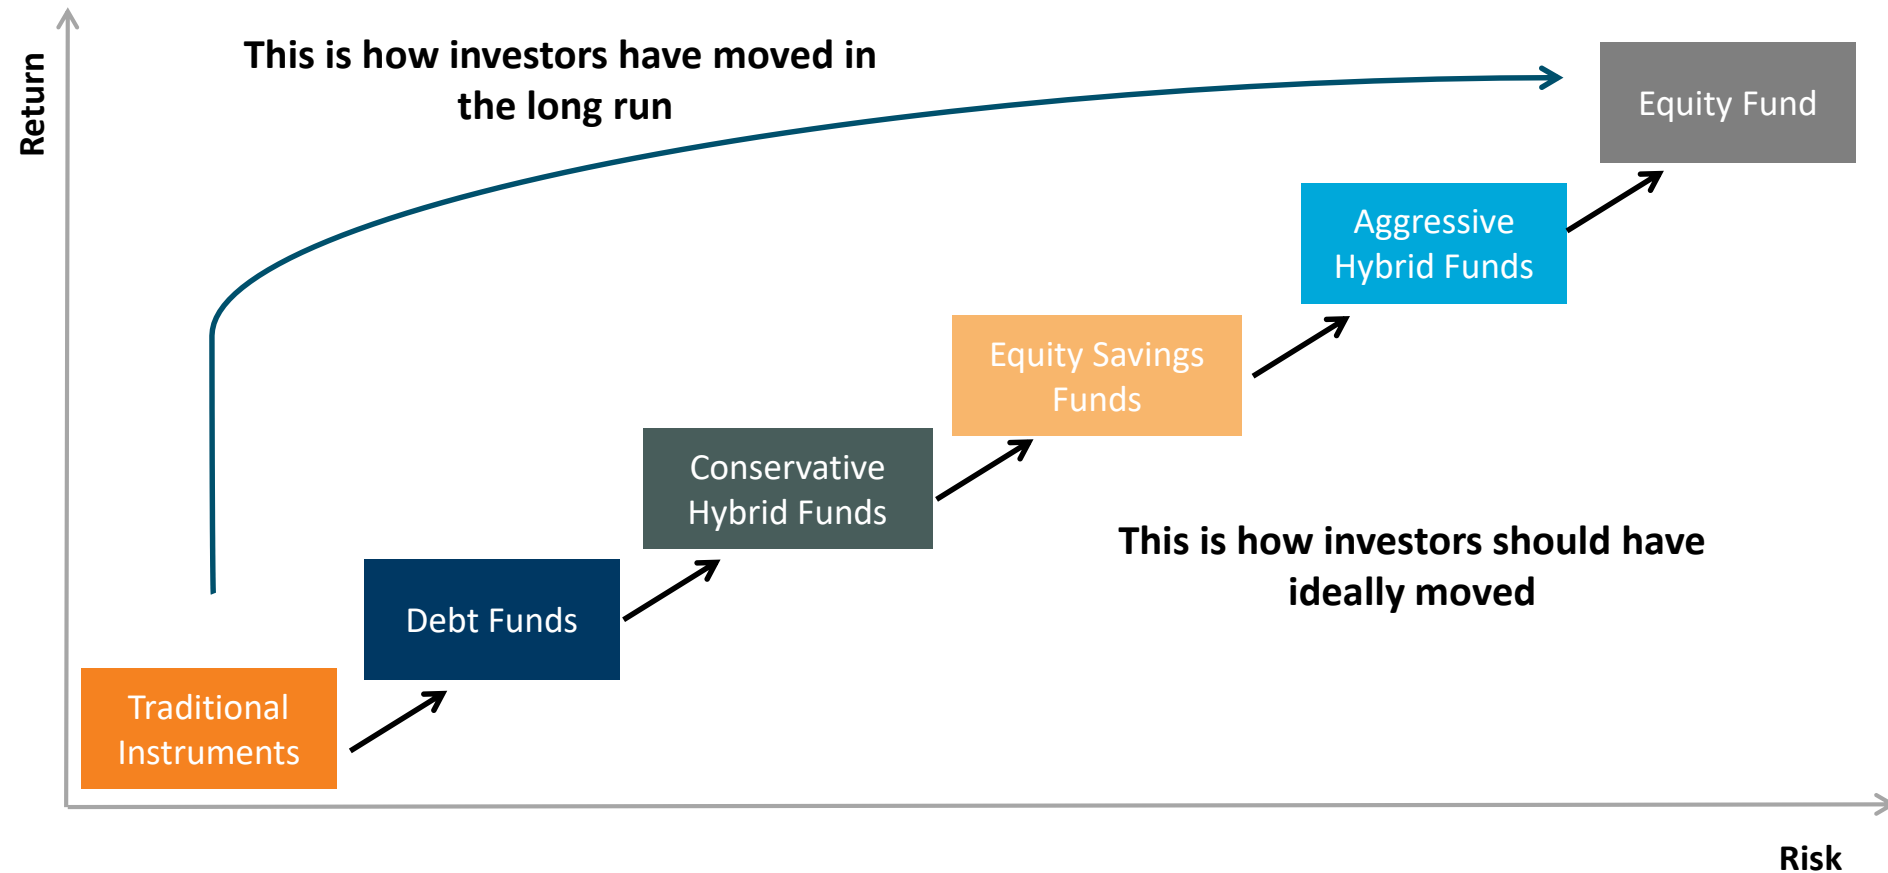 Return
This is how investors have moved in
the long run
Equity Fund
Aggressive
Hybrid Funds
Equity Savings
Funds
Conservative
Hybrid Funds
This is how investors should have
ideally moved
Debt Funds
Traditional
Instruments
Risk